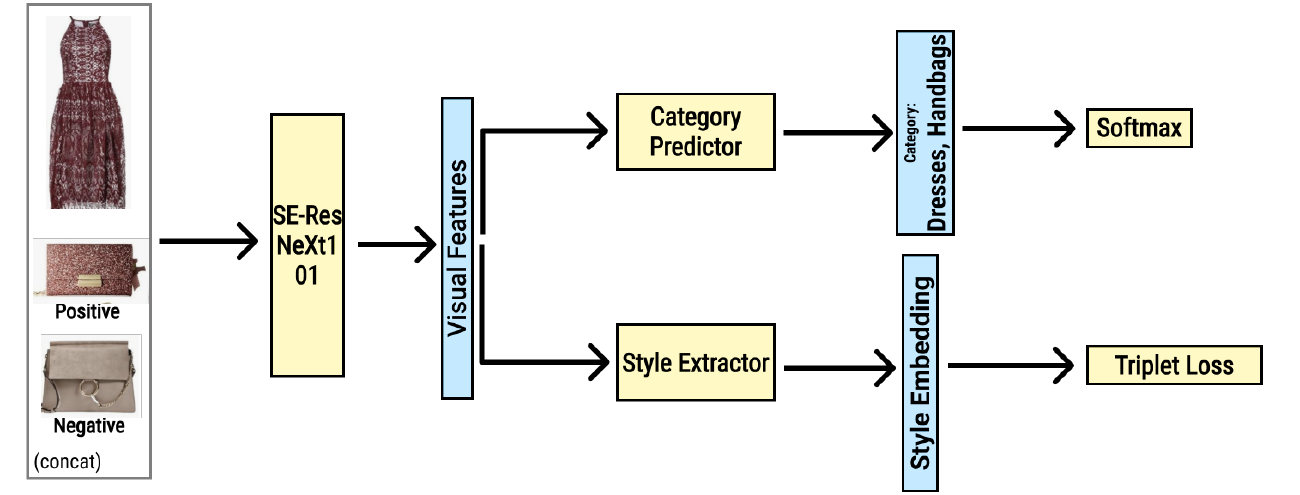 Positive
Negative
(concat)
SE-Res
NeXt1
01
Visual Features
Category
Predictor
Category:
Dresses, Handbags
Softmax
Style Extractor
Style Embedding
Triplet Loss